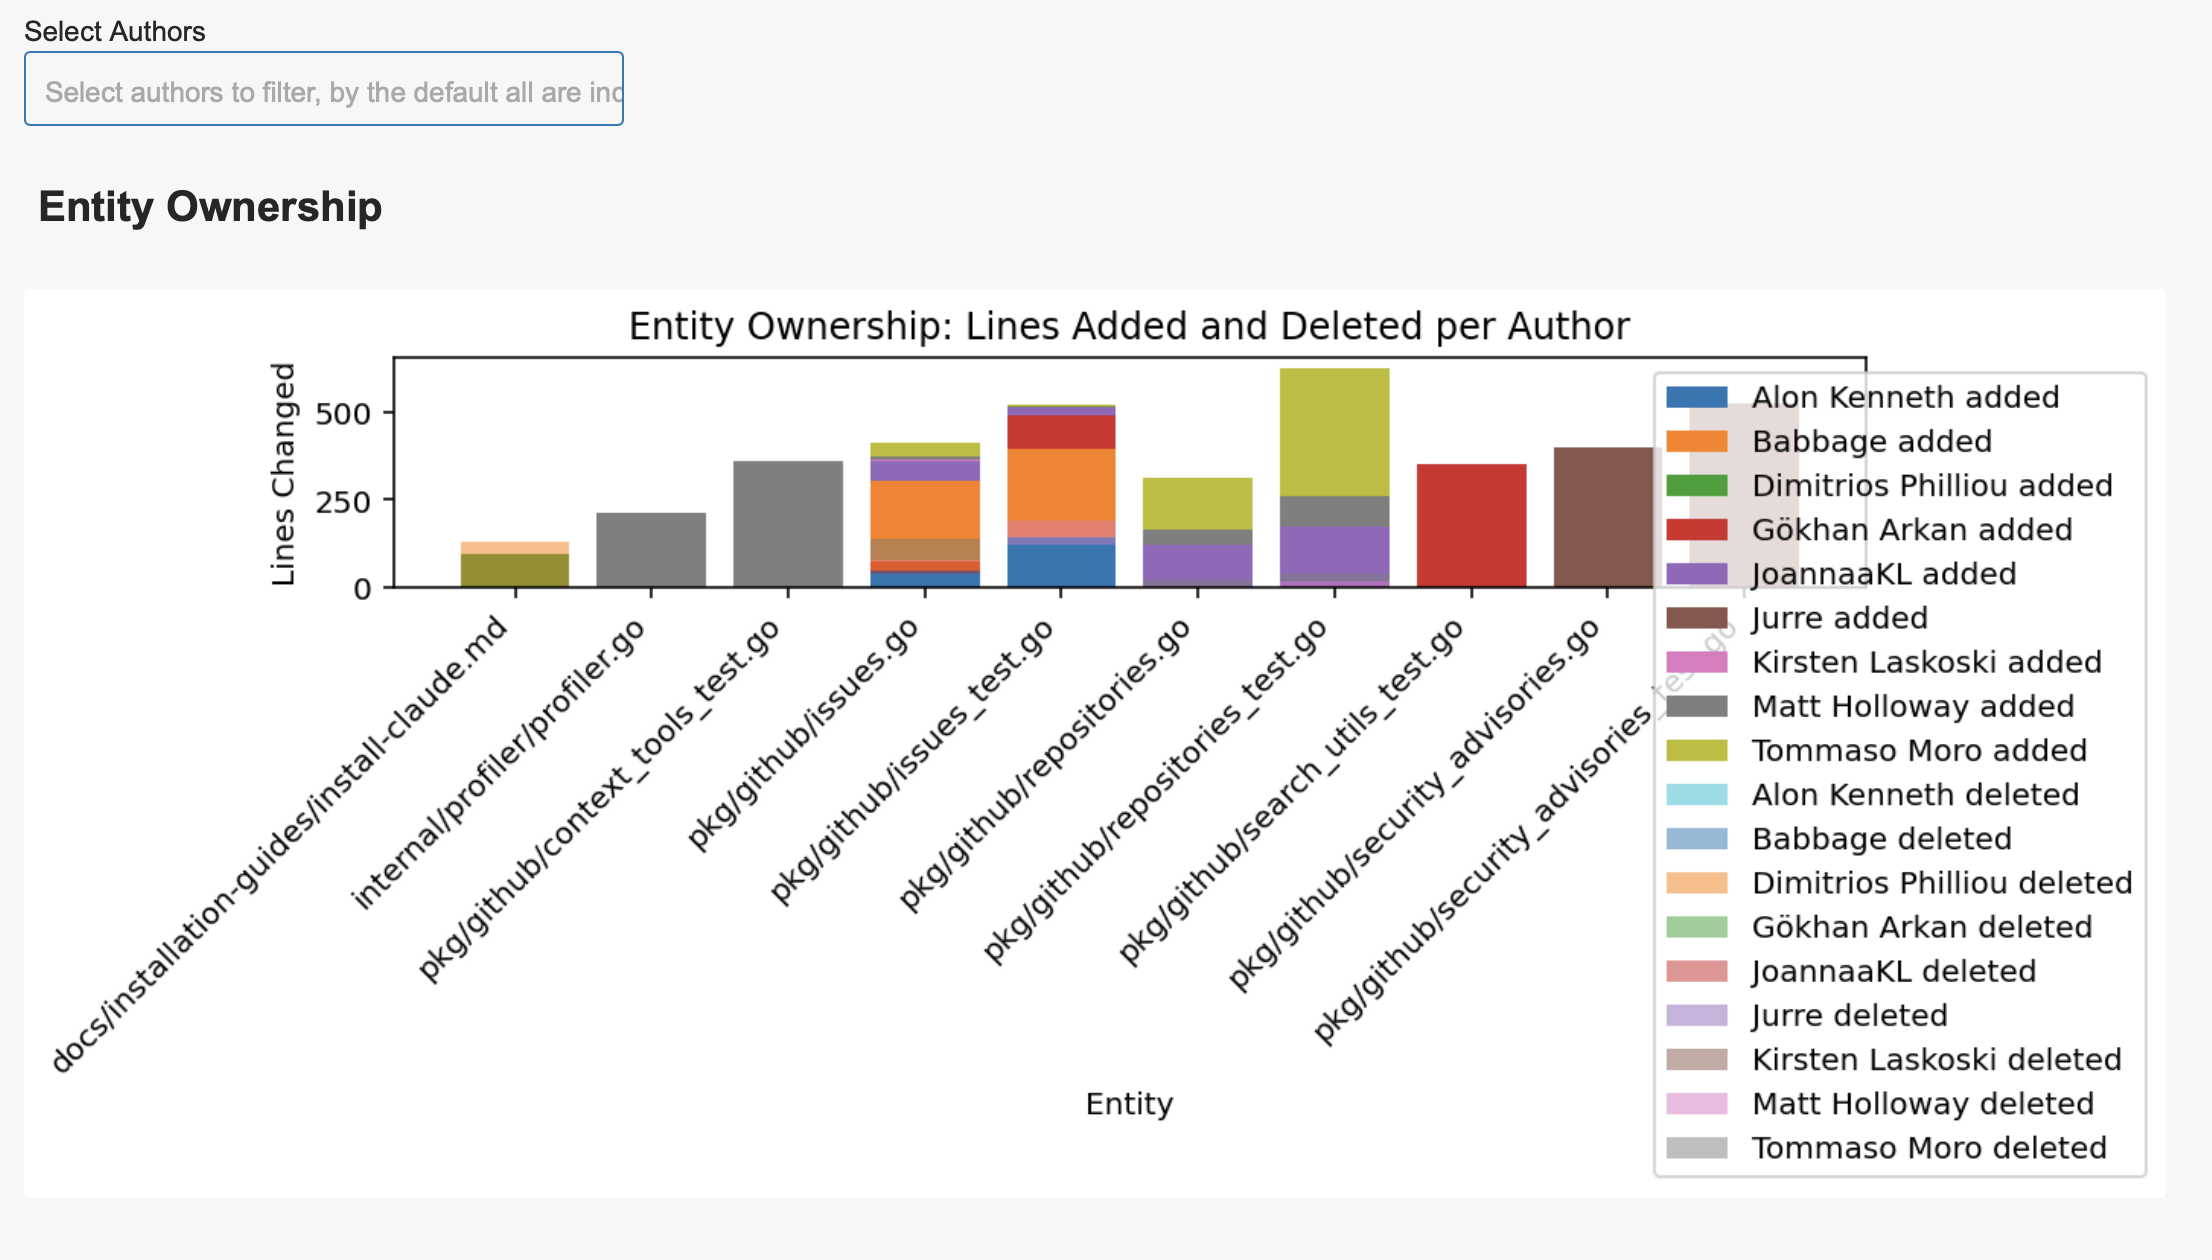 Select Authors
Select authors to filter, by the default all are inc
Entity Ownership
Entity Ownership: Lines Added and Deleted per Author
Lines Changed
500
250
0
docs/installation-guides/install-claude.md
internal/profiler/profiler.go
pkg/github/context_tools_test.go
pkg/github/issues.go
pkg/github/issues_test.go
pkg/github/repositories.go
pkg/github/repositories_test.go
pkg/github/search_utils_test.go
pkg/github/security_advisories.go
pkg/github/security_advisories_test.go
Entity
Alon Kenneth added
Babbage added
Dimitrios Philliou added
Gökhan Arkan added
JoannaaKL added
Jurre added
Kirsten Laskoski added
Matt Holloway added
Tommaso Moro added
Alon Kenneth deleted
Babbage deleted
Dimitrios Philliou deleted
Gökhan Arkan deleted
JoannaaKL deleted
Jurre deleted
Kirsten Laskoski deleted
Matt Holloway deleted
Tommaso Moro deleted